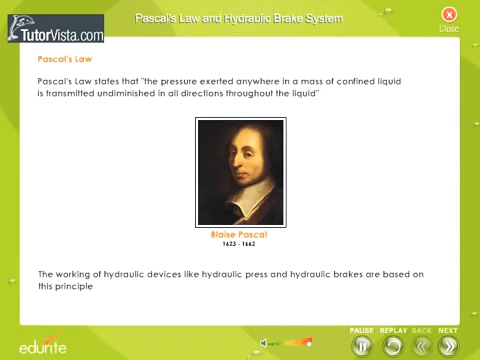 Pascal's Law and Hydraulic Brake System
Close
TutorVista.com
Pascal's Law
Pascal's Law states that "the pressure exerted anywhere in a mass of confined liquid
is transmitted undiminished in all directions throughout the liquid"
Blaise Pascal
1623 - 1662
The working of hydraulic devices like hydraulic press and hydraulic brakes are based on
this principle
PAUSE REPLAY BACK NEXT
edurite